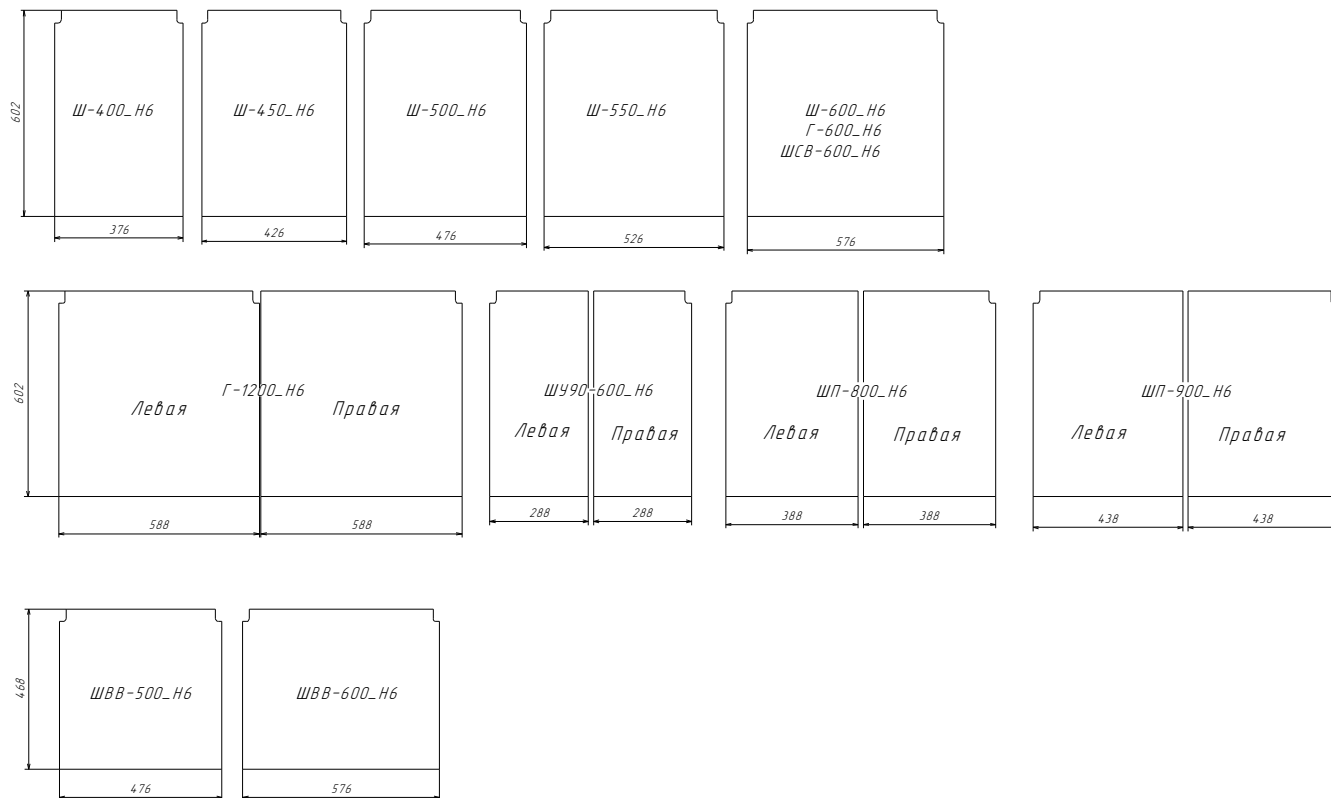 602
Ш-400_Н6
Ш-450_Н6
Ш-500_Н6
Ш-550_Н6
Ш-600_Н6
Г-600_Н6
ШСВ-600_Н6
376
426
476
526
576
602
Г-1200_Н6
Левая
Правая
ШУ90-600_Н6
Левая
Правая
ШП-800_Н6
Левая
Правая
ШП-900_Н6
Левая
Правая
588
588
288
288
388
388
438
438
468
ШВВ-500_Н6
ШВВ-600_Н6
476
576